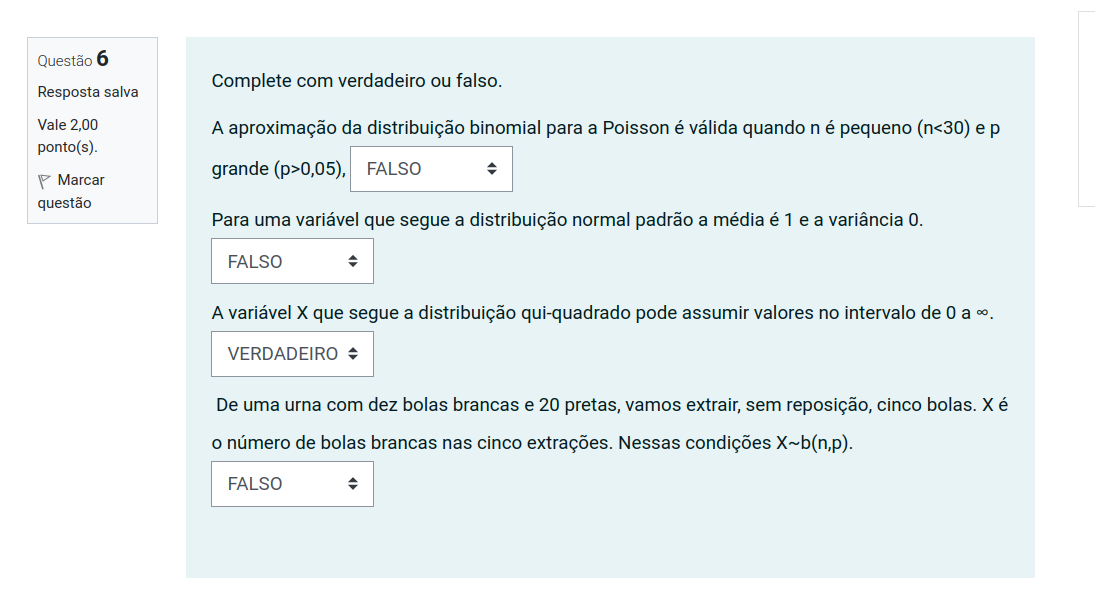 Questão 6
Resposta salva
Vale 2,00
ponto(s).
Marcar
questão
Complete com verdadeiro ou falso.
A aproximação da distribuição binomial para a Poisson é válida quando n é pequeno (n<30) e p
grande (p>0,05), FALSO
Para uma variável que segue a distribuição normal padrão a média é 1 e a variância 0.
FALSO
A variável X que segue a distribuição qui-quadrado pode assumir valores no intervalo de 0 a ∞.
VERDADEIRO
De uma urna com dez bolas brancas e 20 pretas, vamos extrair, sem reposição, cinco bolas. X é
o número de bolas brancas nas cinco extrações. Nessas condições X~b(n,p).
FALSO